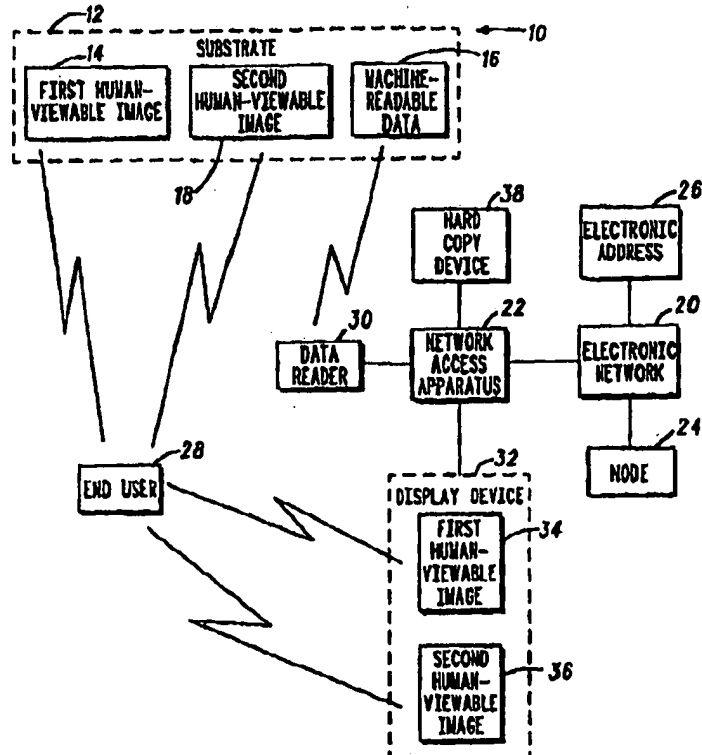 12
10
SUBSTRATE
14
16
FIRST HUMAN-
VIEWABLE IMAGE
SECOND
HUMAN-VIEWABLE
IMAGE
MACHINE-
READABLE
DATA
18
38
HARD
COPY
DEVICE
26
ELECTRONIC
ADDRESS
30
DATA
READER
22
NETWORK
ACCESS
APPARATUS
20
ELECTRONIC
NETWORK
28
END USER
24
NODE
32
DISPLAY DEVICE
FIRST
HUMAN-
VIEWABLE
IMAGE
34
SECOND
HUMAN-
VIEWABLE
IMAGE
36